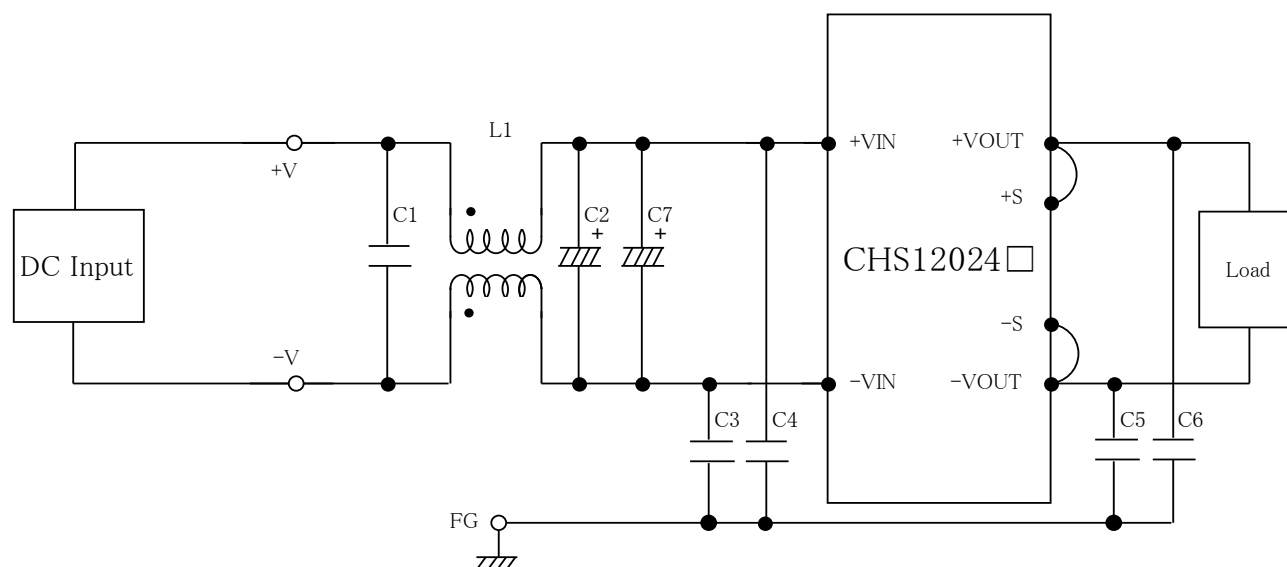 L1
+V
+VIN
+VOUT
+S
C1
C2
+
C7
+
DC Input
CHS12024□
Load
-S
-V
-VIN
-VOUT
C3
C4
C5
C6
FG